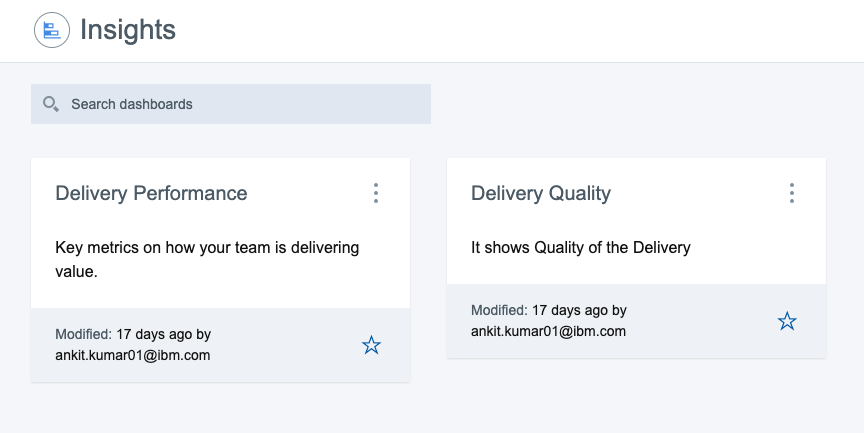 Insights
Search dashboards
Delivery Performance
Key metrics on how your team is delivering
value.
Modified: 17 days ago by
ankit.kumar01@ibm.com
Delivery Quality
It shows Quality of the Delivery
Modified: 17 days ago by
ankit.kumar01@ibm.com